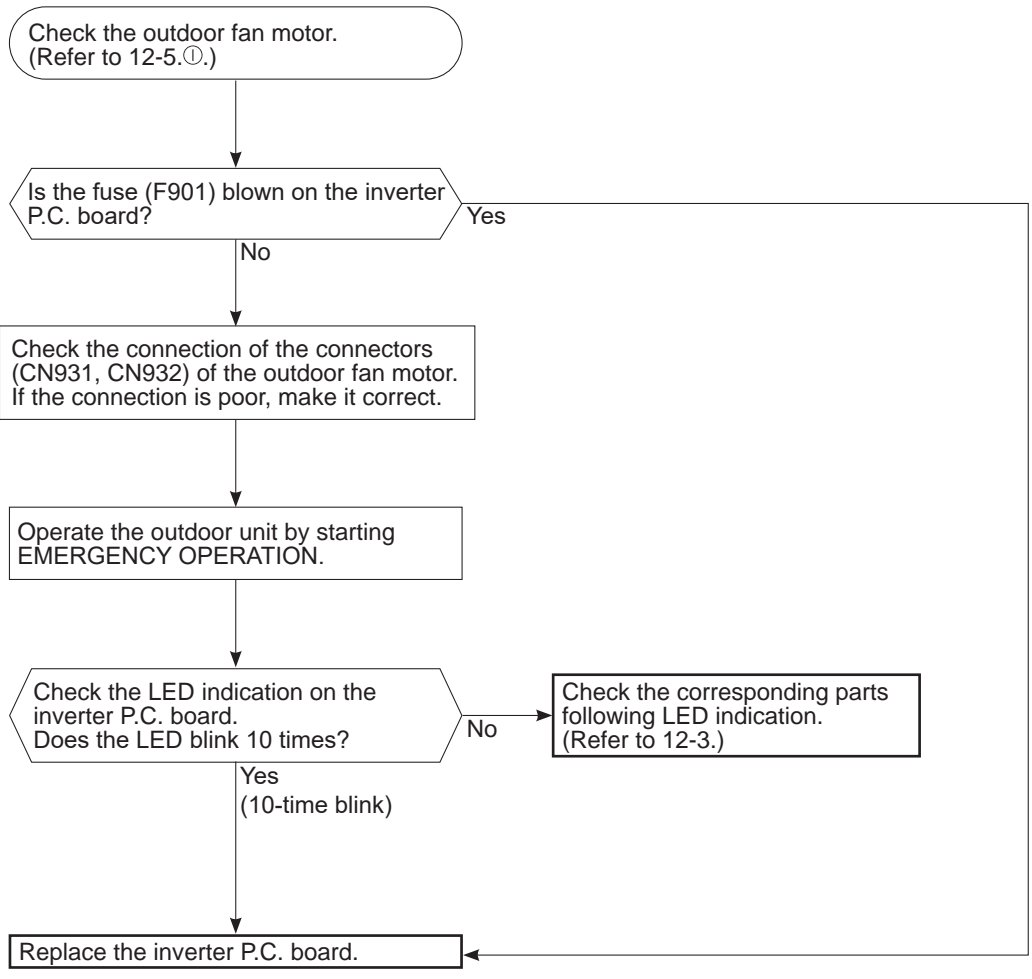 Check the outdoor fan motor.
(Refer to 12-5.Ⓘ.)
Is the fuse (F901) blown on the inverter
P.C. board?
Yes
No
Check the connection of the connectors
(CN931, CN932) of the outdoor fan motor.
If the connection is poor, make it correct.
Operate the outdoor unit by starting
EMERGENCY OPERATION.
Check the LED indication on the
inverter P.C. board.
Does the LED blink 10 times?
No
Check the corresponding parts
following LED indication.
(Refer to 12-3.)
Yes
(10-time blink)
Replace the inverter P.C. board.